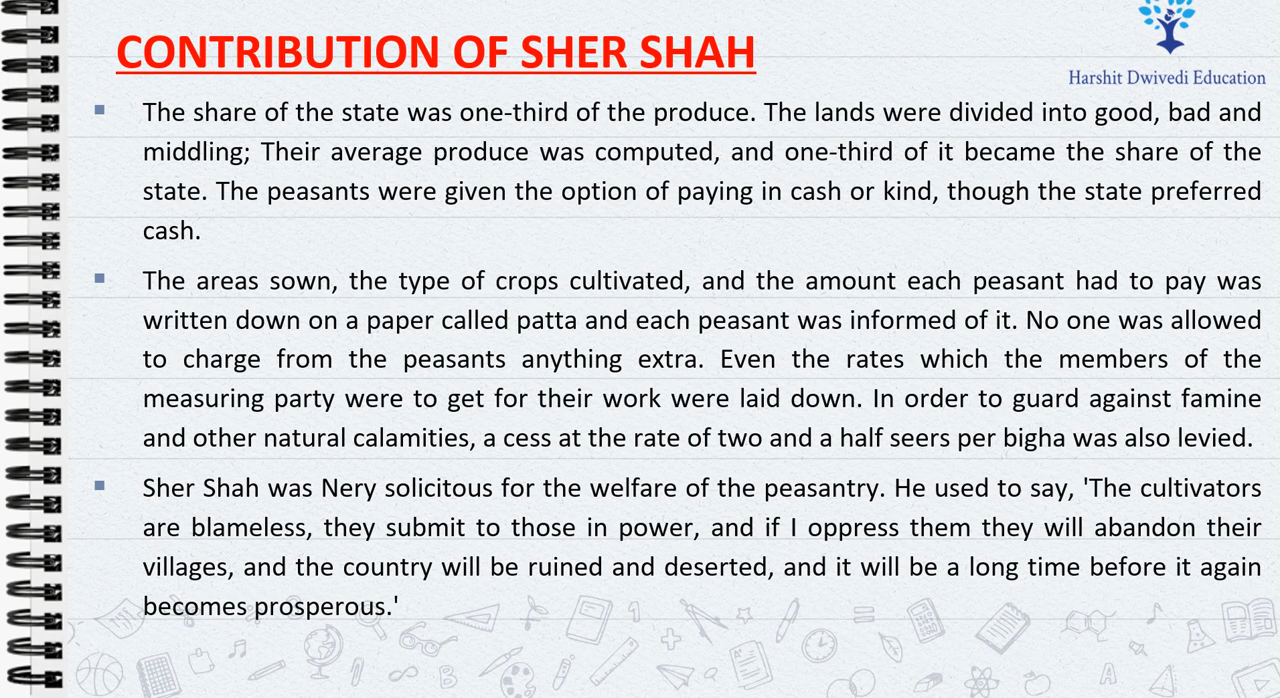 CONTRIBUTION OF SHER SHAH
Harshit Dwivedi Education
The share of the state was one-third of the produce. The lands were divided into good, bad and
middling; Their average produce was computed, and one-third of it became the share of the
state. The peasants were given the option of paying in cash or kind, though the state preferred
cash.
The areas sown, the type of crops cultivated, and the amount each peasant had to pay was
written down on a paper called patta and each peasant was informed of it. No one was allowed
to charge from the peasants anything extra. Even the rates which the members of the
measuring party were to get for their work were laid down. In order to guard against famine
and other natural calamities, a cess at the rate of two and a half seers per bigha was also levied.
Sher Shah was Nery solicitous for the welfare of the peasantry. He used to say, 'The cultivators
are blameless, they submit to those in power, and if I oppress them they will abandon their
villages, and the country will be ruined and deserted, and it will be a long time before it again
becomes prosperous.'